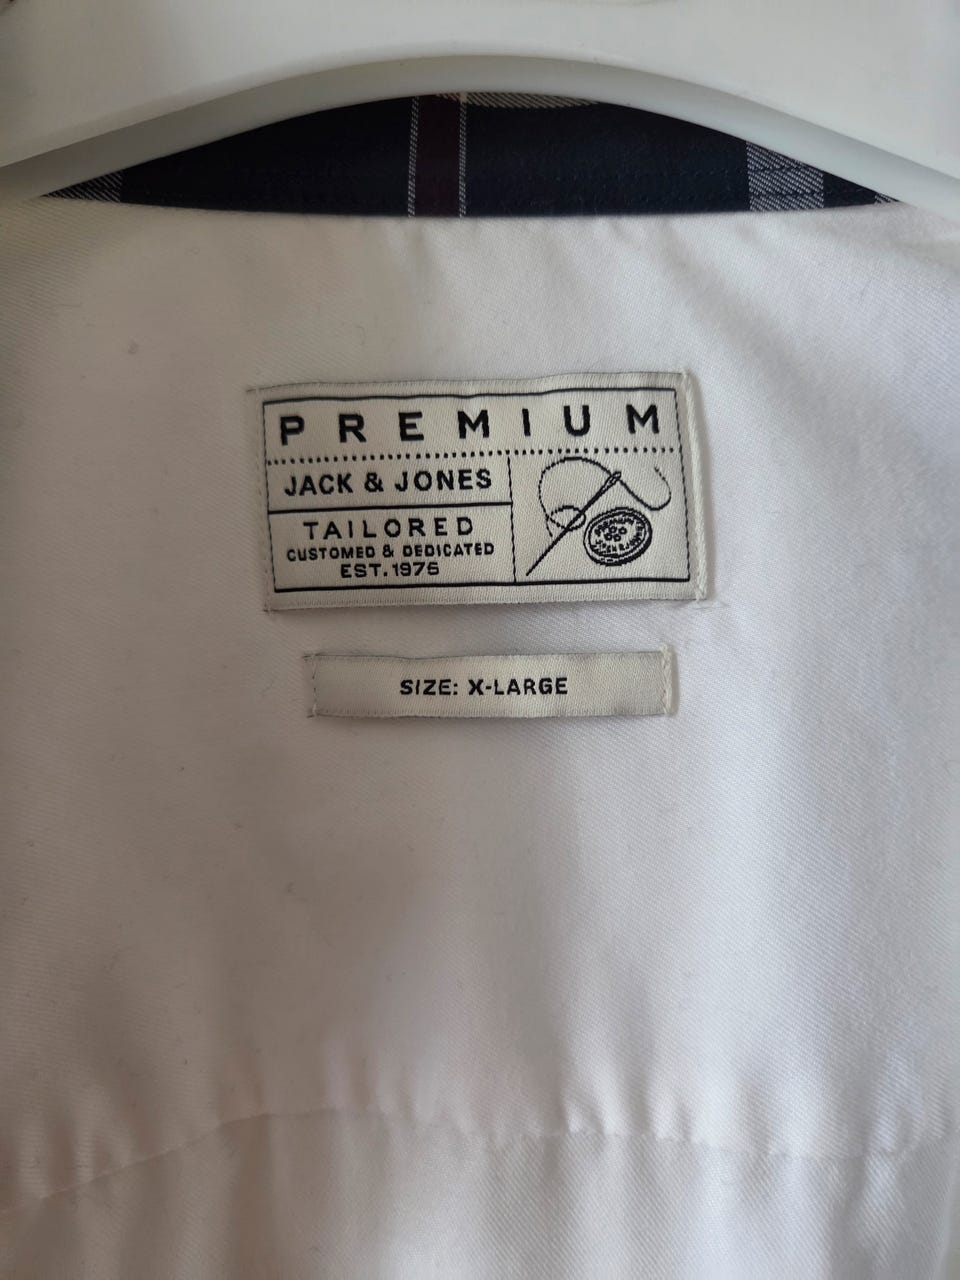 PREMIUM
JACK & JONES
TAILORED
CUSTOMED & DEDICATED
EST. 1975
SIZE: X-LARGE